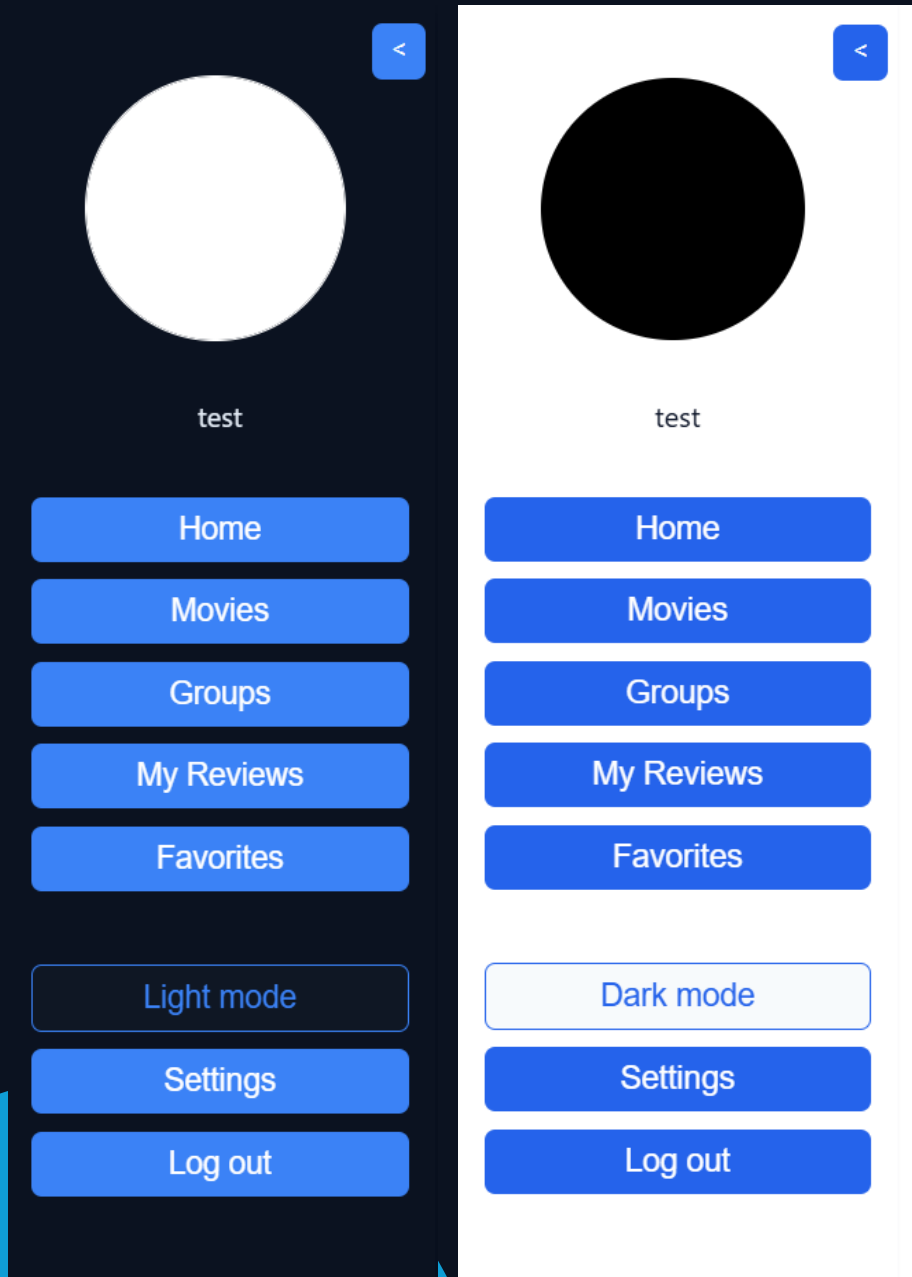 <
test
Home
Movies
Groups
My Reviews
Favorites
Light mode
Settings
Log out
<
test
Home
Movies
Groups
My Reviews
Favorites
Dark mode
Settings
Log out